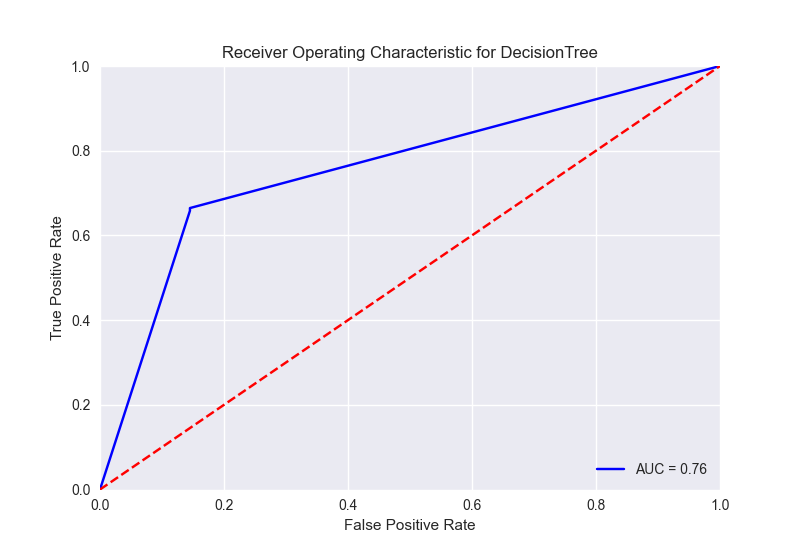 Receiver Operating Characteristic for DecisionTree
1.0
0.8
0.6
0.4
0.2
0.0
True Positive Rate
AUC = 0.76
0.0 0.2 0.4 0.6 0.8 1.0
False Positive Rate